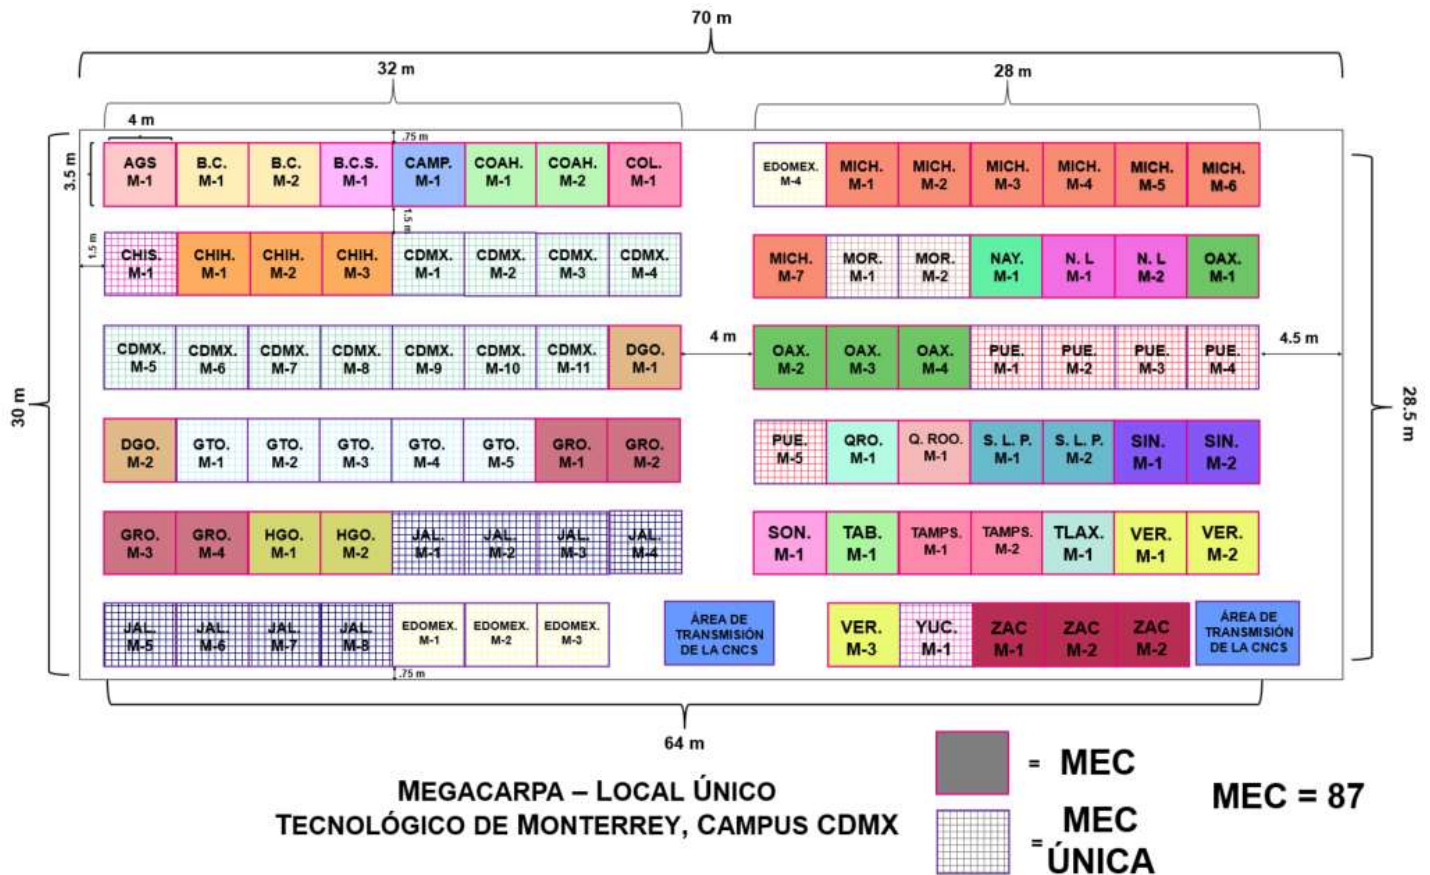 70 m
32 m
28 m
4 m
.75 m
3.5 m
AGS
M-1
B.C.
M-1
B.C.
M-2
B.C.S.
M-1
CAMP.
M-1
COAH.
M-1
COAH.
M-2
COL.
M-1
EDOMEX.
M-4
MICH.
M-1
MICH.
M-2
MICH.
M-3
MICH.
M-4
MICH.
M-5
MICH.
M-6
1.5 m
1.5 m
CHIS.
M-1
CHIH.
M-1
CHIH.
M-2
CHIH.
M-3
CDMX.
M-1
CDMX.
M-2
CDMX.
M-3
CDMX.
M-4
MICH.
M-7
MOR.
M-1
MOR.
M-2
NAY.
M-1
N. L
M-1
N. L
M-2
OAX.
M-1
CDMX.
M-5
CDMX.
M-6
CDMX.
M-7
CDMX.
M-8
CDMX.
M-9
CDMX.
M-10
CDMX.
M-11
DGO.
M-1
4 m
OAX.
M-2
OAX.
M-3
OAX.
M-4
PUE.
M-1
PUE.
M-2
PUE.
M-3
PUE.
M-4
4.5 m
30 m
28.5 m
DGO.
M-2
GTO.
M-1
GTO.
M-2
GTO.
M-3
GTO.
M-4
GTO.
M-5
GRO.
M-1
GRO.
M-2
PUE.
M-5
QRO.
M-1
Q. ROO.
M-1
S. L. P.
M-1
S. L. P.
M-2
SIN.
M-1
SIN.
M-2
GRO.
M-3
GRO.
M-4
HGO.
M-1
HGO.
M-2
JAL.
M-1
JAL.
M-2
JAL.
M-3
JAL.
M-4
SON.
M-1
TAB.
M-1
TAMPS.
M-1
TAMPS.
M-2
TLAX.
M-1
VER.
M-1
VER.
M-2
JAL.
M-5
JAL.
M-6
JAL.
M-7
JAL.
M-8
EDOMEX.
M-1
EDOMEX.
M-2
EDOMEX.
M-3
ÁREA DE
TRANSMISIÓN
DE LA CNCS
VER.
M-3
YUC.
M-1
ZAC
M-1
ZAC
M-2
ZAC
M-2
ÁREA DE
TRANSMISIÓN
DE LA CNCS
.75 m
64 m
MEGACARPA – LOCAL ÚNICO
TECNOLÓGICO DE MONTERREY, CAMPUS CDMX
= MEC
= MEC
ÚNICA
MEC = 87